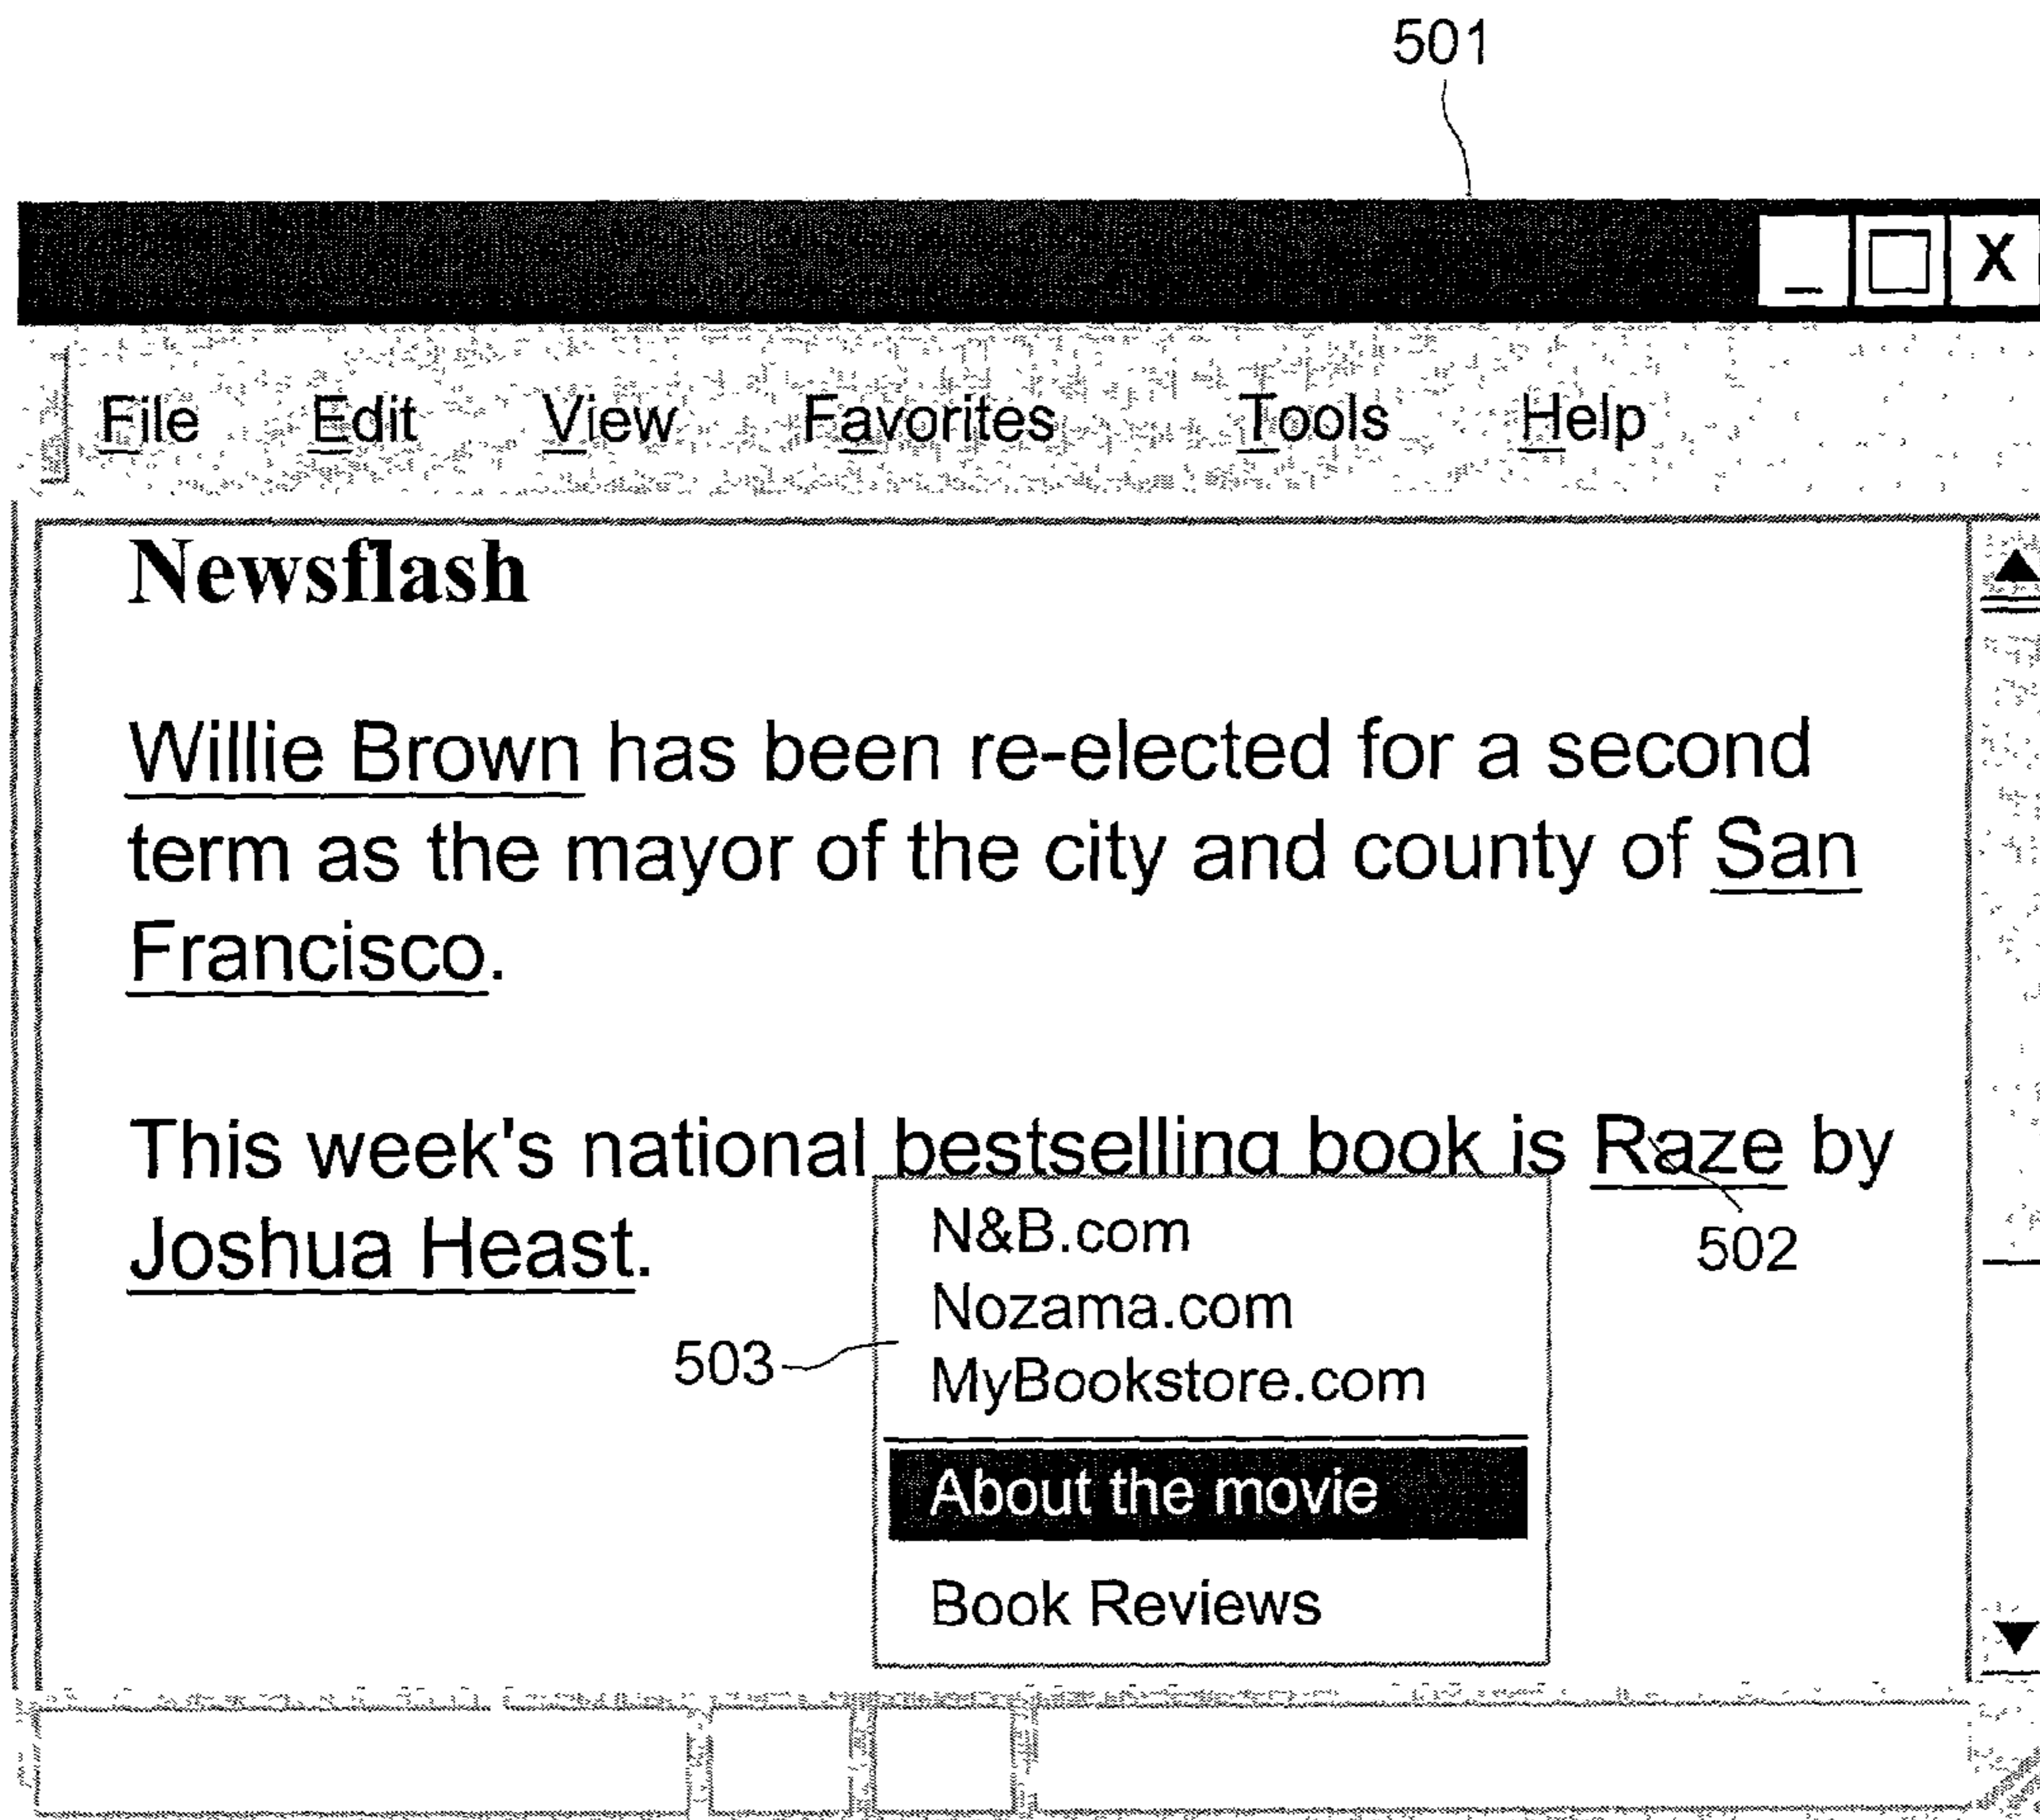 501
_ □ X
File Edit View Favorites Tools Help
Newsflash
Willie Brown has been re-elected for a second
term as the mayor of the city and county of San
Francisco.
This week's national bestselling book is Raze by
Joshua Heast.
502
503
N&B.com
Nozama.com
MyBookstore.com
About the movie
Book Reviews